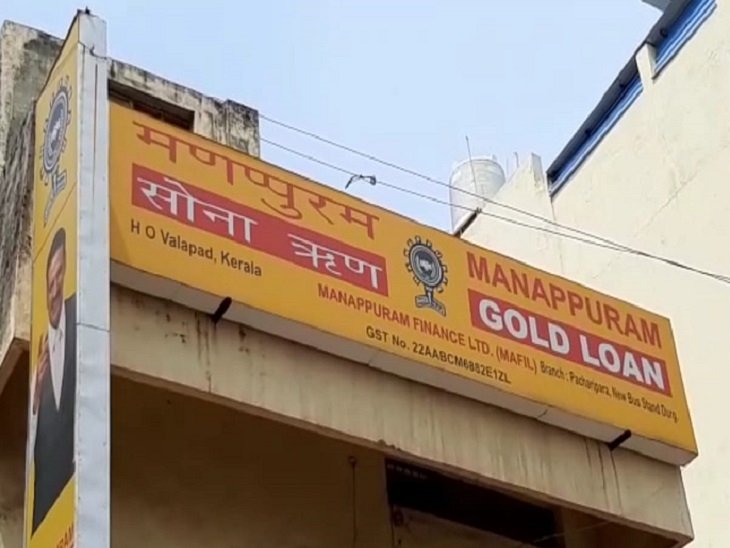 मणप्पुरम
सोना ऋण
H O Valapad, Kerala
MANAPPURAM
GOLD LOAN
MANAPPURAM FINANCE LTD. (MAFIL) Branch : Pachripara, New Bus Stand Durg.
GST No. 22AABCM6882E1ZL